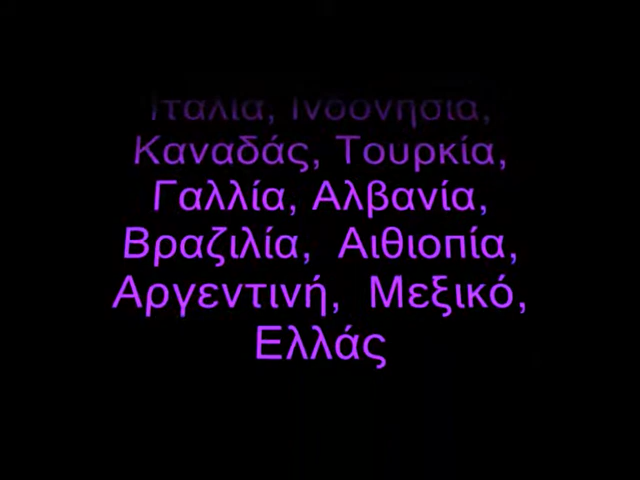 Ιταλία, Ινδονησία,
Καναδάς, Τουρκία,
Γαλλία, Αλβανία,
Βραζιλία, Αιθιοπία,
Αργεντινή, Μεξικό,
Ελλάς